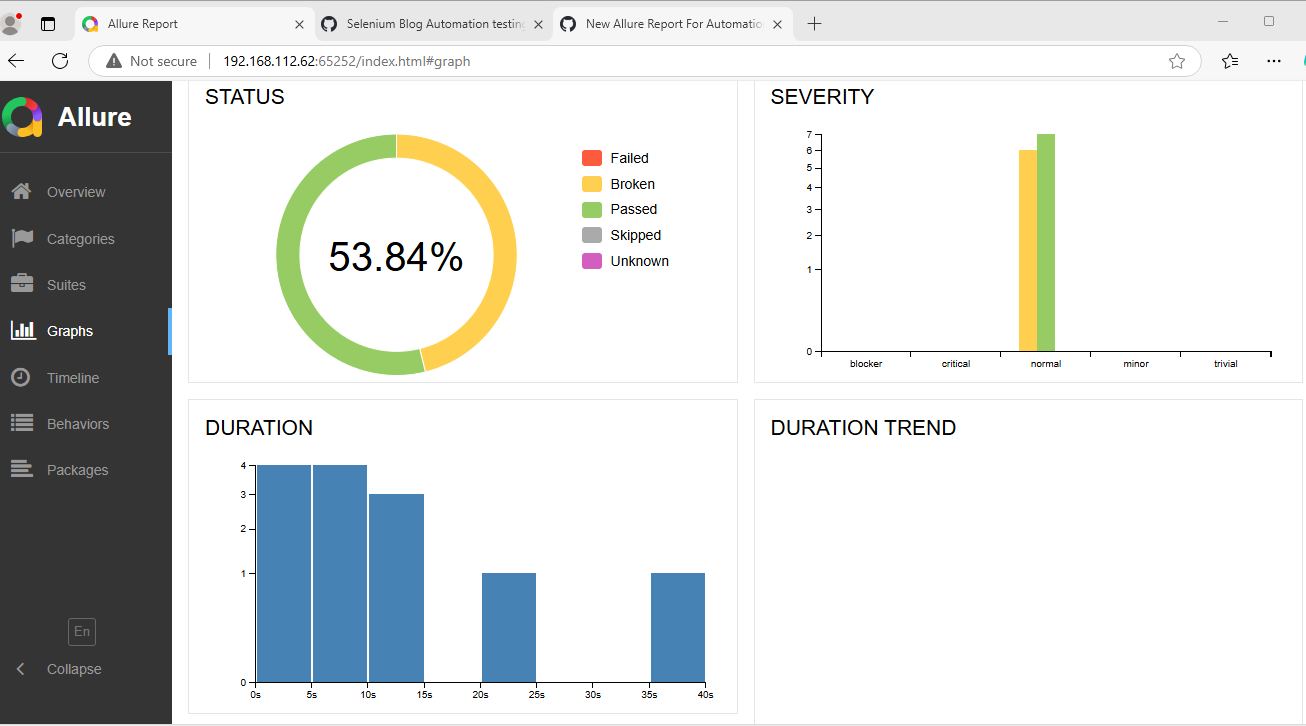 Allure Report
Selenium Blog Automation testing
New Allure Report For Automatio
Not secure
192.168.112.62:65252/index.html#graph
Allure
Overview
Categories
Suites
Graphs
Timeline
Behaviors
Packages
En
Collapse
STATUS
53.84%
Failed
Broken
Passed
Skipped
Unknown
SEVERITY
7
6
5
4
3
2
1
0
blocker critical normal minor trivial
DURATION
4
3
2
1
0
0s 5s 10s 15s 20s 25s 30s 35s 40s
DURATION TREND